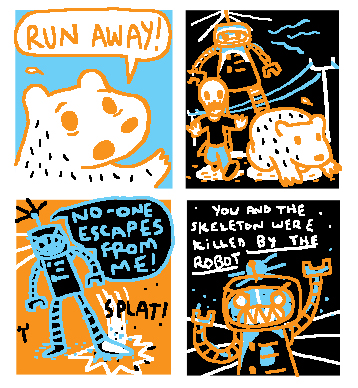 RUN AWAY!
NO-ONE
ESCAPES
FROM
ME!
SPLAT!
YOU AND THE
SKELETON WERE
KILLED BY THE
ROBOT